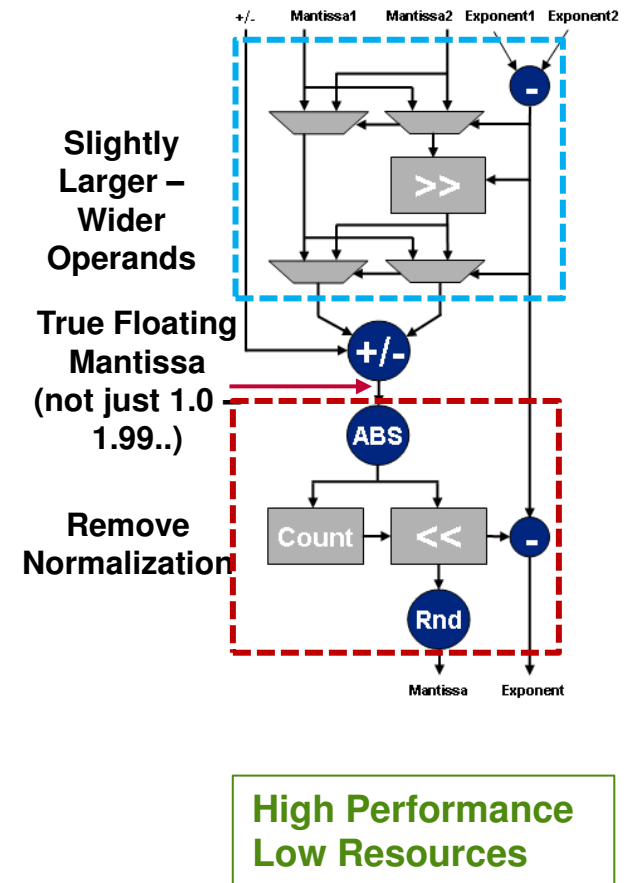 +/- Mantissa1 Mantissa2 Exponent1 Exponent2
-
Slightly
Larger –
Wider
Operands
>>
True Floating
Mantissa
(not just 1.0 –
1.99..)
+/-
ABS
Remove
Normalization
Count
<<
-
Rnd
Mantissa Exponent
High Performance
Low Resources